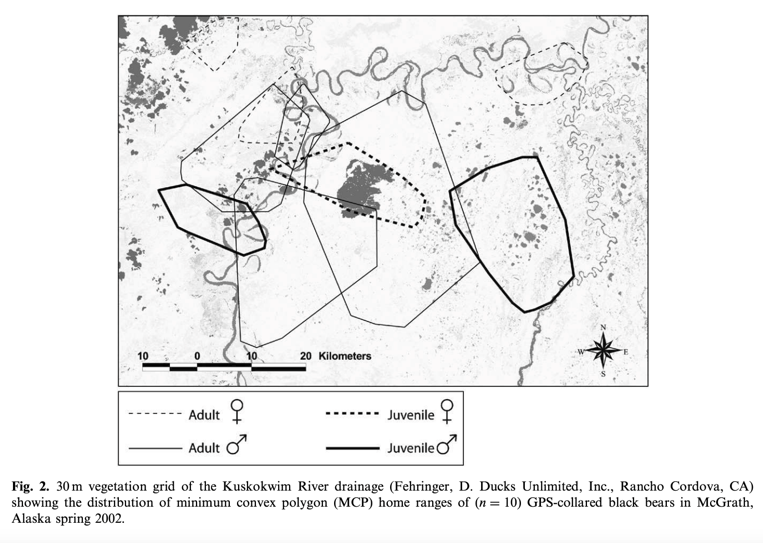 N
W E
S
10 0 10 20 Kilometers
Adult ♀ Juvenile ♀
Adult ♂ Juvenile ♂
Fig. 2. 30 m vegetation grid of the Kuskokwim River drainage (Fehringer, D. Ducks Unlimited, Inc., Rancho Cordova, CA)
showing the distribution of minimum convex polygon (MCP) home ranges of (n = 10) GPS-collared black bears in McGrath,
Alaska spring 2002.